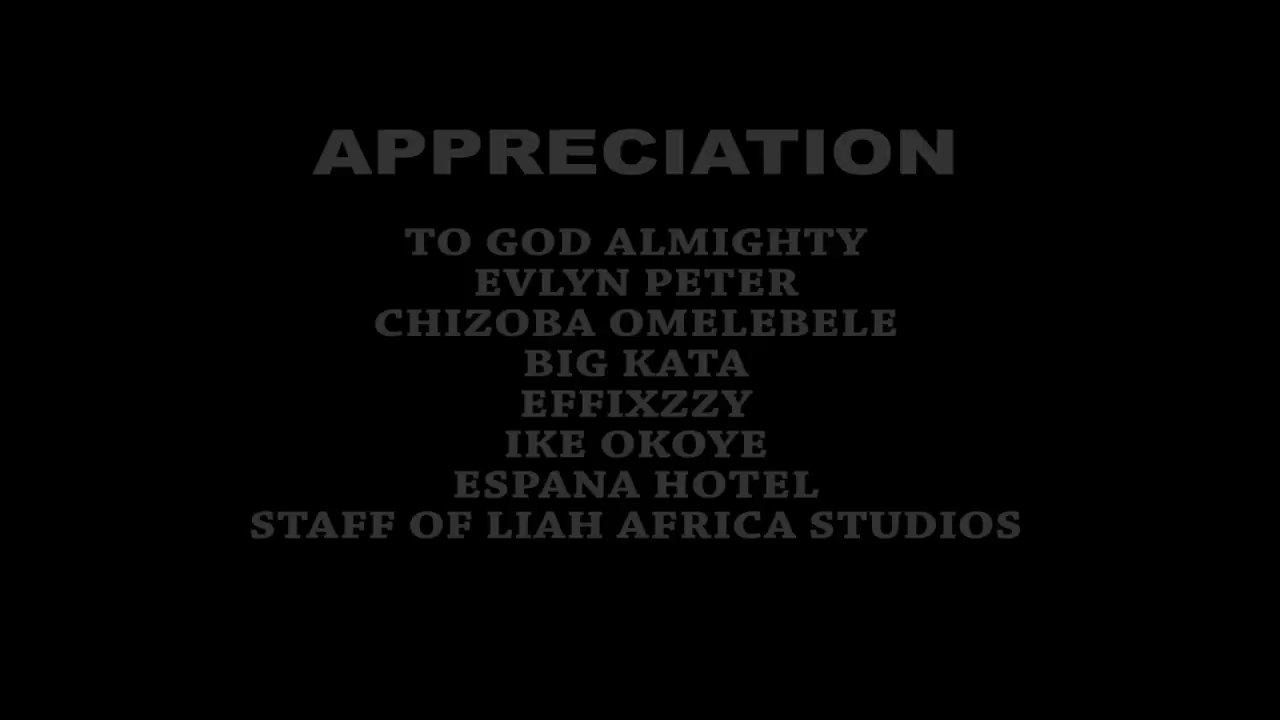 APPRECIATION
TO GOD ALMIGHTY
EVLYN PETER
CHIZOBA OMELEBELE
BIG KATA
EFFIXZZY
IKE OKOYE
ESPANA HOTEL
STAFF OF LIAH AFRICA STUDIOS